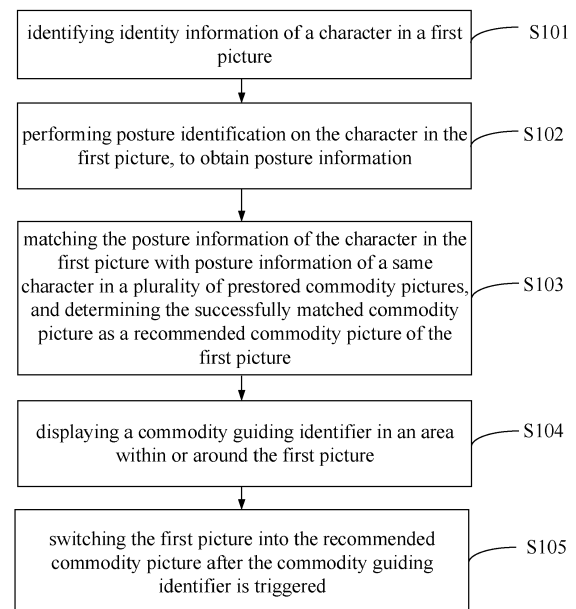 identifying identity information of a character in a first
picture
S101
performing posture identification on the character in the
first picture, to obtain posture information
S102
matching the posture information of the character in the
first picture with posture information of a same
character in a plurality of prestored commodity pictures,
and determining the successfully matched commodity
picture as a recommended commodity picture of the
first picture
S103
displaying a commodity guiding identifier in an area
within or around the first picture
S104
switching the first picture into the recommended
commodity picture after the commodity guiding
identifier is triggered
S105